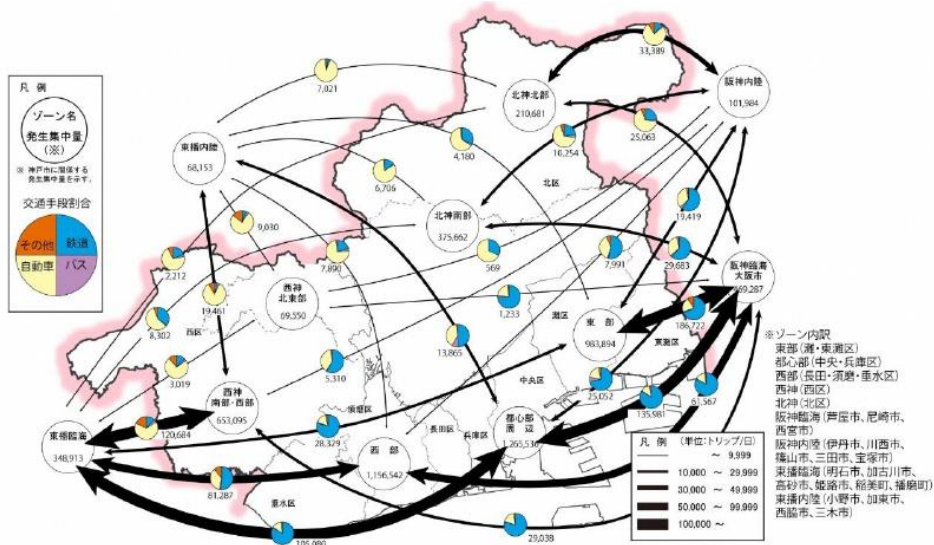 凡 例
ゾーン名
発生集中量
(※)
※ 神戸市に関係する
発生集中量を示す。
交通手段割合
その他
鉄道
自動車
バス
33,389
阪神内陸
101,984
北神北部
210,681
7,021
25,063
東播内陸
68,153
4,180
16,254
6,706
北区
19,419
北神南部
375,662
9,030
7,890
569
7,991
29,683
2,212
阪神臨海
大阪市
西神
北東部
69,550
19,461
1,233
灘区
8,302
西区
東 部
983,894
186,722
東灘区
13,865
5,310
3,019
中央区
西神
南部・西部
653,095
須磨区
25,052
135,981
61,567
都心部
周 辺
長田区
兵庫区
120,684
28,329
東播臨海
348,913
西 部
1,156,542
81,287
垂水区
29,038
凡 例 (単位:トリップ/日)
～ 9,999
10,000 ～ 29,999
30,000 ～ 49,999
50,000 ～ 99,999
100,000 ～
※ゾーン内訳
東部(灘・東灘区)
都心部(中央・兵庫区)
西部(長田・須磨・垂水区)
西神(西区)
北神(北区)
阪神臨海(芦屋市、尼崎市、
西宮市)
阪神内陸(伊丹市、川西市、
篠山市、三田市、宝塚市)
東播臨海(明石市、加古川市、
高砂市、姫路市、稲美町、播磨町)
東播内陸(小野市、加東市、
西脇市、三木市)